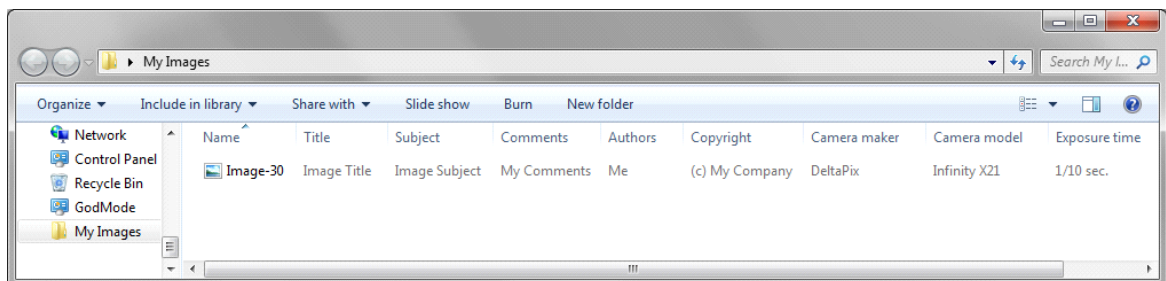 My Images
Search My I...
Organize Include in library Share with Slide show Burn New folder
Network
Control Panel
Recycle Bin
GodMode
My Images
Name Title Subject Comments Authors Copyright Camera maker Camera model Exposure time
Image-30 Image Title Image Subject My Comments Me (c) My Company DeltaPix Infinity X21 1/10 sec.